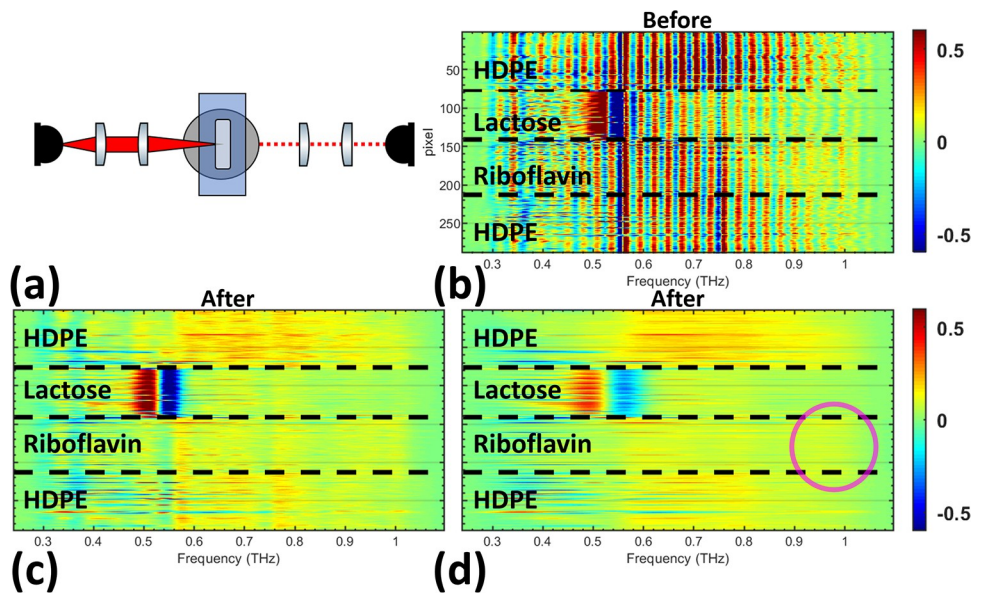 (a)
Before
pixel
50
100
150
200
250
HDPE
Lactose
Riboflavin
HDPE
0.3 0.4 0.5 0.6 0.7 0.8 0.9 1
Frequency (THz)
0.5
0
-0.5
(b)
After
HDPE
Lactose
Riboflavin
HDPE
0.3 0.4 0.5 0.6 0.7 0.8 0.9 1
Frequency (THz)
(c)
After
HDPE
Lactose
Riboflavin
HDPE
0.3 0.4 0.5 0.6 0.7 0.8 0.9 1
Frequency (THz)
0.5
0
-0.5
(d)